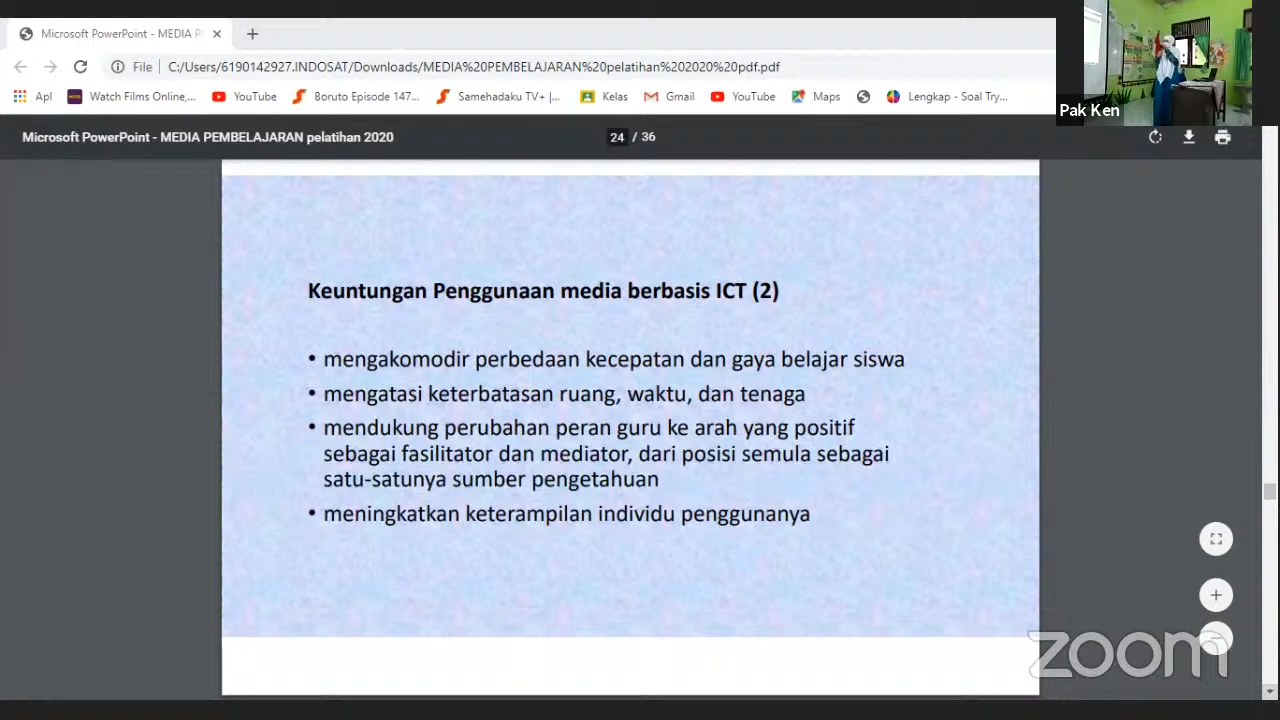 Microsoft PowerPoint - MEDIA P
File
C:/Users/6190142927.INDOSAT/Downloads/MEDIA%20PEMBELAJARAN%20pelatihan%202020%20pdf.pdf
Apl
Watch Films Online,...
YouTube
Boruto Episode 147...
Samehadaku TV+ |...
Kelas
Gmail
YouTube
Maps
Lengkap - Soal Try...
Pak Ken
Microsoft PowerPoint - MEDIA PEMBELAJARAN pelatihan 2020
24 / 36
Keuntungan Penggunaan media berbasis ICT (2)
• mengakomodir perbedaan kecepatan dan gaya belajar siswa
• mengatasi keterbatasan ruang, waktu, dan tenaga
• mendukung perubahan peran guru ke arah yang positif
sebagai fasilitator dan mediator, dari posisi semula sebagai
satu-satunya sumber pengetahuan
• meningkatkan keterampilan individu penggunanya
zoom